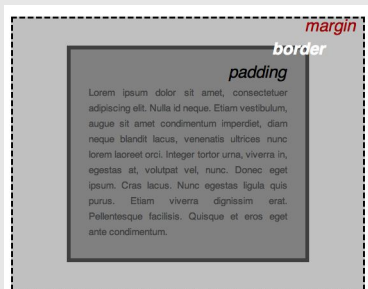 margin
border
padding
Lorem ipsum dolor sit amet, consectetuer
adipiscing elit. Nulla id neque. Etiam vestibulum,
augue sit amet condimentum imperdiet, diam
neque blandit lacus, venenatis ultrices nunc
lorem laoreet orci. Integer tortor urna, viverra in,
egestas at, volutpat vel, nunc. Donec eget
ipsum. Cras lacus. Nunc egestas ligula quis
purus. Etiam viverra dignissim erat.
Pellentesque facilisis. Quisque et eros eget
ante condimentum.